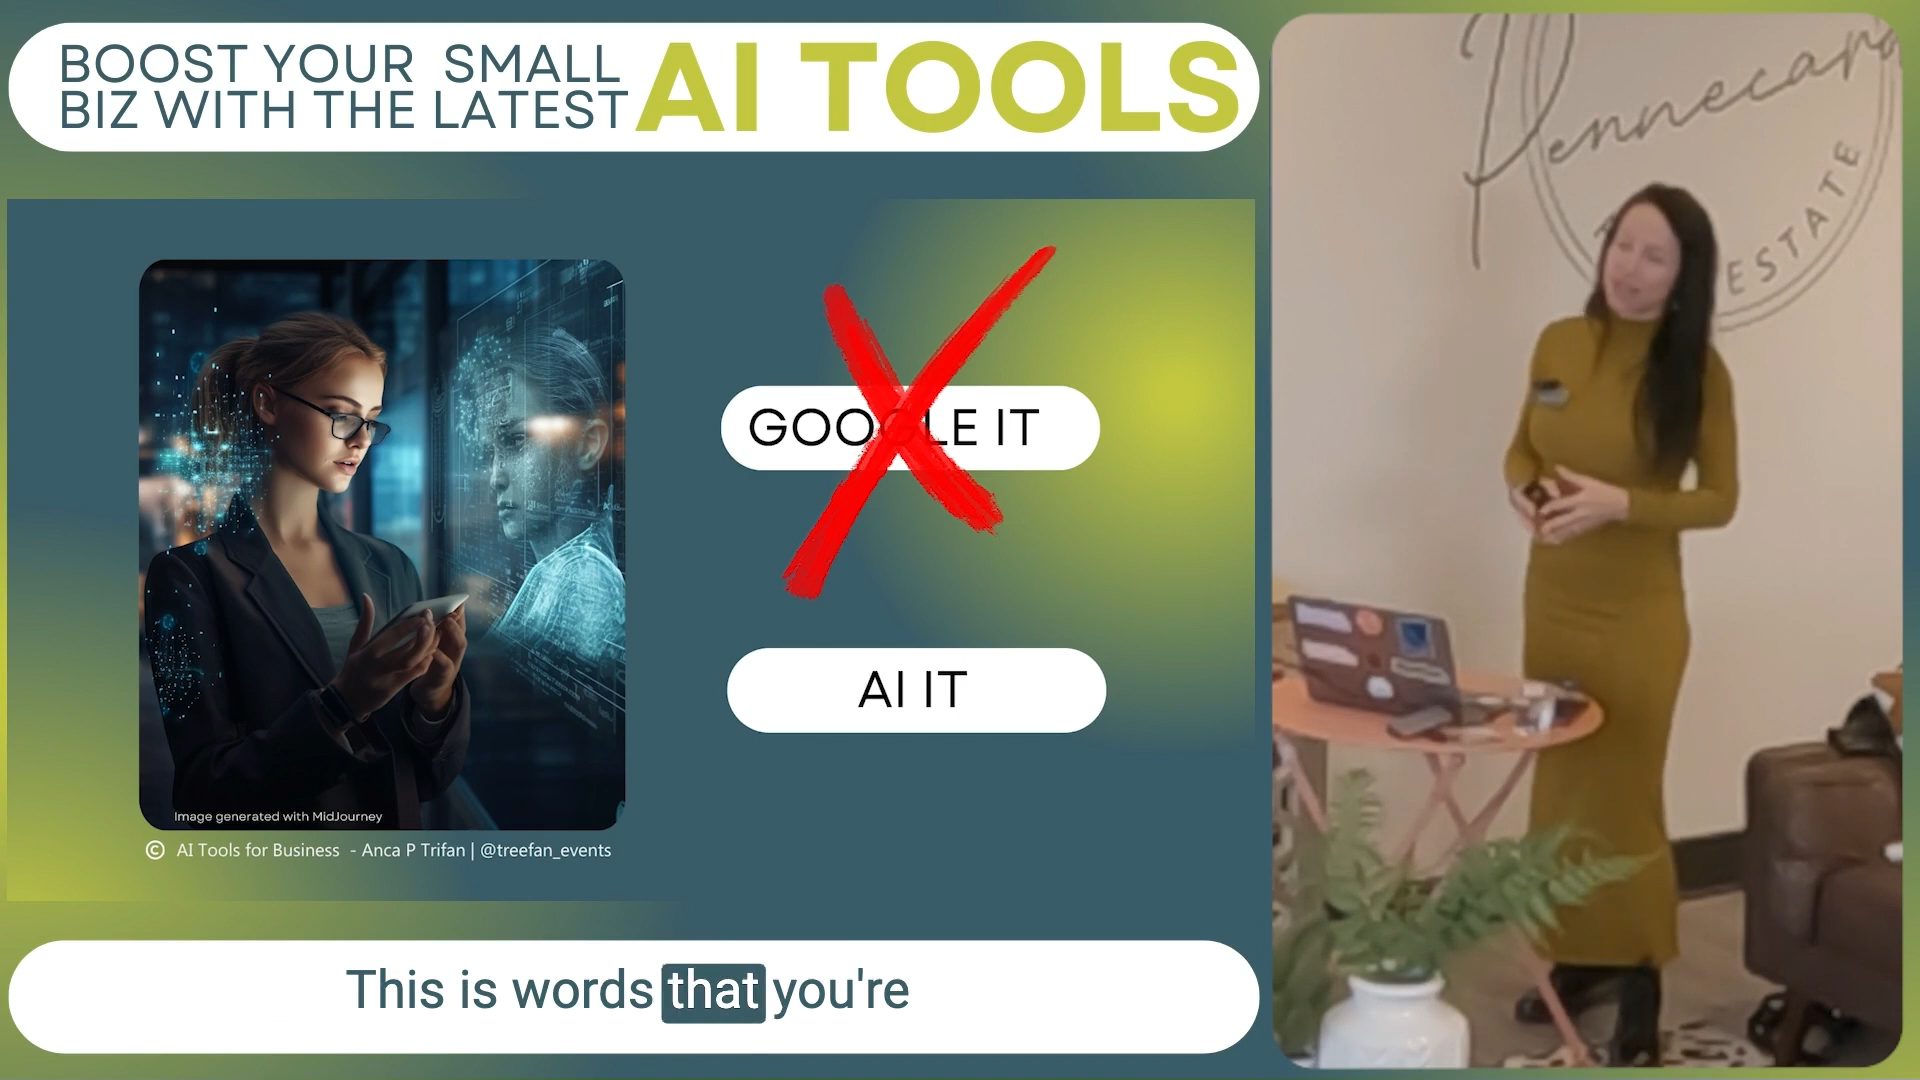 BOOST YOUR SMALL
BIZ WITH THE LATEST
AI TOOLS
GOOGLE IT
AI IT
Image generated with MidJourney
© AI Tools for Business - Anca P Trifan | @treefan_events
This is words that you're
Pennecard
ESTATE